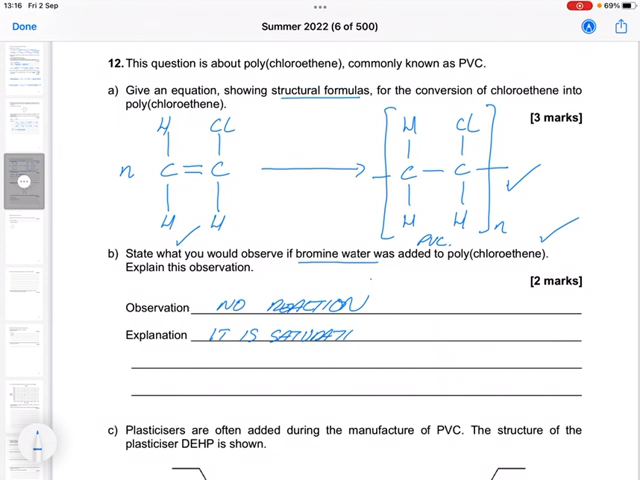 13:16 Fri 2 Sep
69%
Done
Summer 2022 (6 of 500)
12. This question is about poly(chloroethene), commonly known as PVC.
a) Give an equation, showing structural formulas, for the conversion of chloroethene into
poly(chloroethene).
[3 marks]
H CL H CL
n C = C C — C
H H H H n
PVC.
b) State what you would observe if bromine water was added to poly(chloroethene).
Explain this observation.
[2 marks]
Observation NO REACTION
Explanation IT IS SATURATI
c) Plasticisers are often added during the manufacture of PVC. The structure of the
plasticiser DEHP is shown.